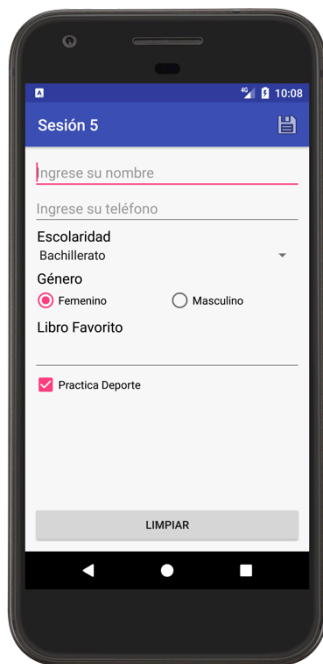 4G 10:08
Sesión 5
Ingrese su nombre
Ingrese su teléfono
Escolaridad
Bachillerato
Género
Femenino Masculino
Libro Favorito
Practica Deporte
LIMPIAR